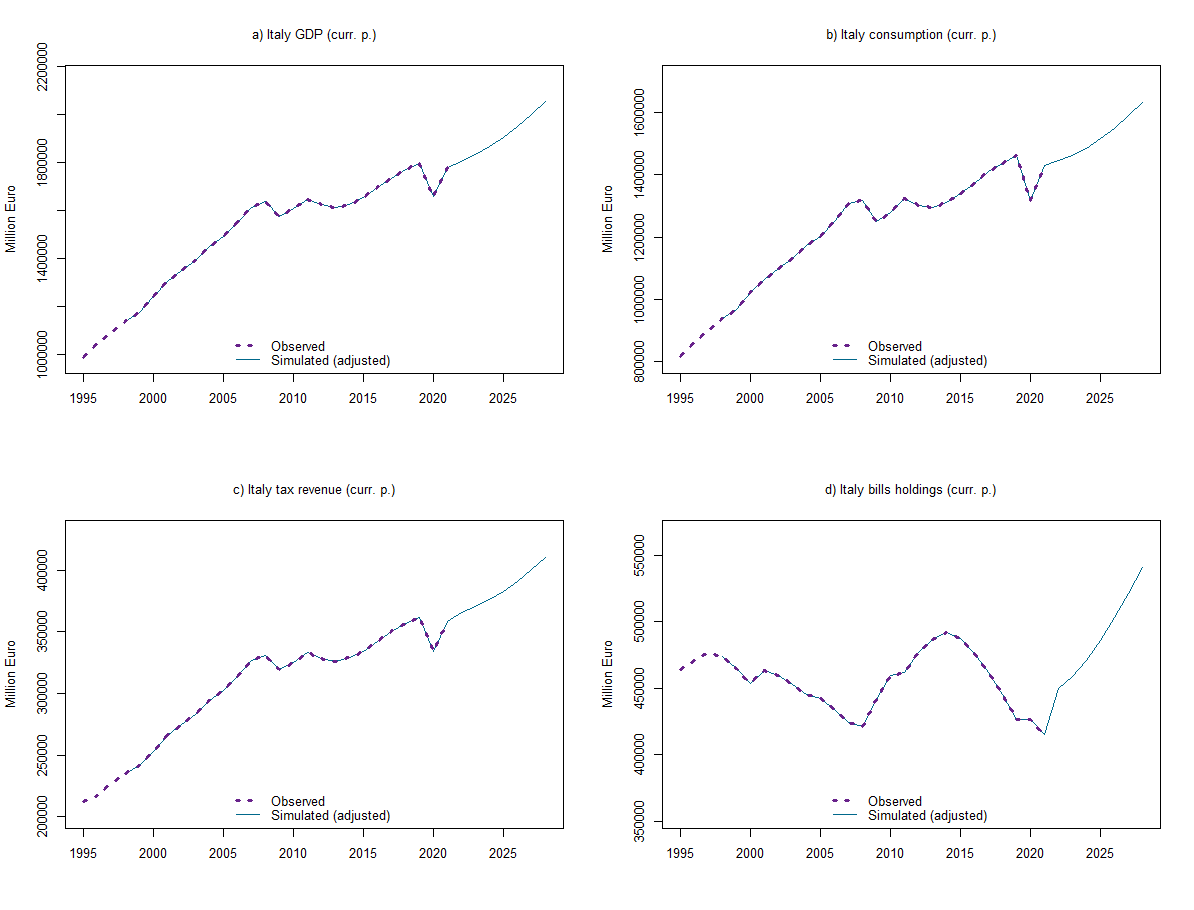 a) Italy GDP (curr. p.)
Million Euro
2200000
1800000
1400000
1000000
Observed
Simulated (adjusted)
1995 2000 2005 2010 2015 2020 2025
b) Italy consumption (curr. p.)
Million Euro
1600000
1400000
1200000
1000000
800000
Observed
Simulated (adjusted)
1995 2000 2005 2010 2015 2020 2025
c) Italy tax revenue (curr. p.)
Million Euro
400000
350000
300000
250000
200000
Observed
Simulated (adjusted)
1995 2000 2005 2010 2015 2020 2025
d) Italy bills holdings (curr. p.)
Million Euro
550000
500000
450000
400000
350000
Observed
Simulated (adjusted)
1995 2000 2005 2010 2015 2020 2025